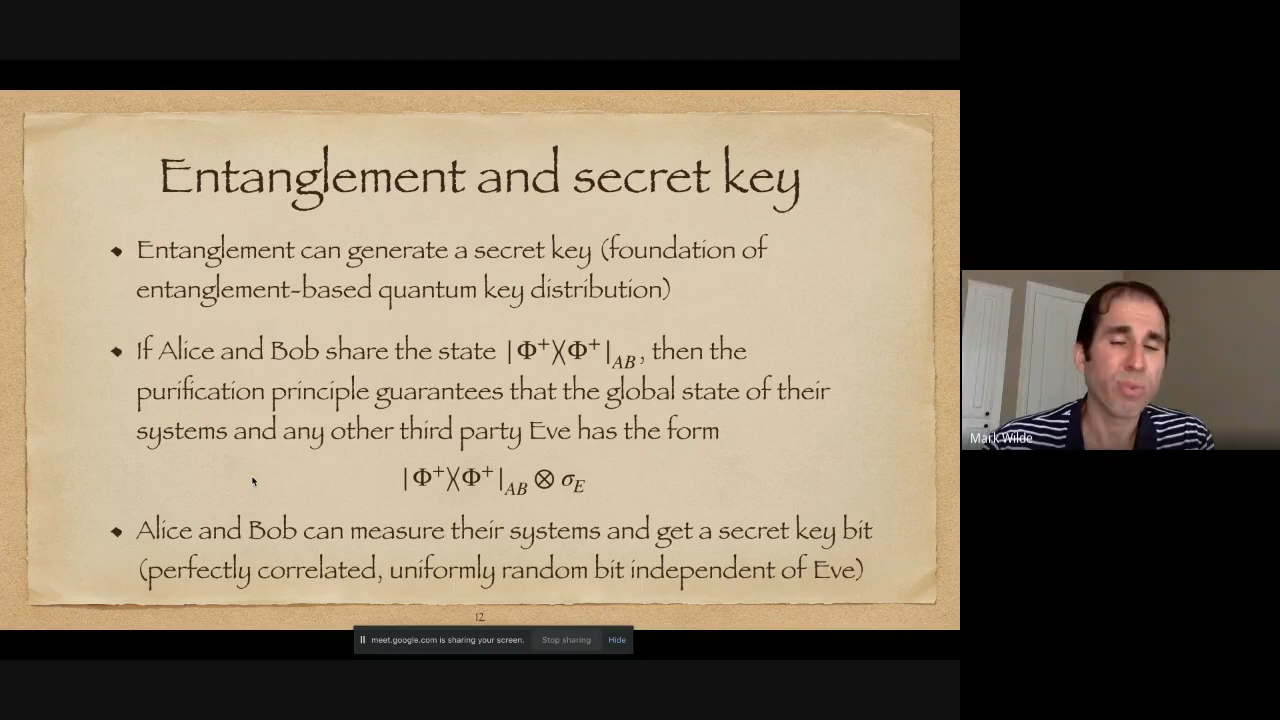 Entanglement and secret key
• Entanglement can generate a secret key (foundation of
entanglement-based quantum key distribution)
• If Alice and Bob share the state |Φ⁺⟩⟨Φ⁺|_AB, then the
purification principle guarantees that the global state of their
systems and any other third party Eve has the form
|Φ⁺⟩⟨Φ⁺|_AB ⊗ σ_E
• Alice and Bob can measure their systems and get a secret key bit
(perfectly correlated, uniformly random bit independent of Eve)
12
meet.google.com is sharing your screen. Stop sharing Hide
Mark Wilde